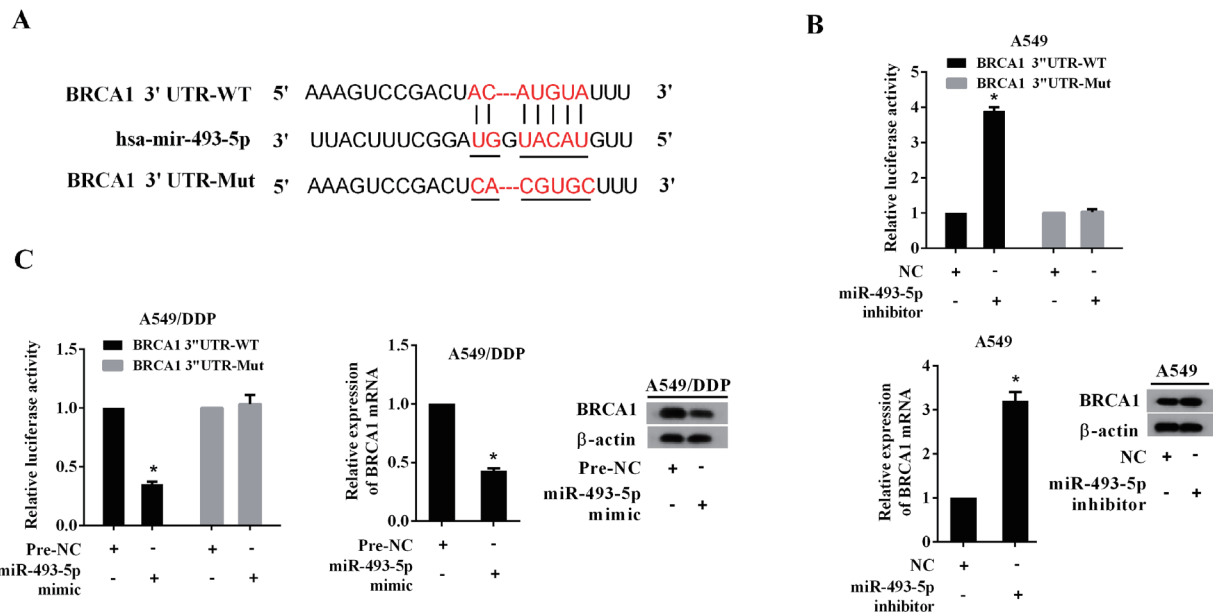 A
BRCA1 3' UTR-WT 5' AAAGUCCGACUAC---AUGUAUUU 3'
hsa-mir-493-5p 3' UUACUUUCGGAUGGUACAUGUU 5'
BRCA1 3' UTR-Mut 5' AAAGUCCGACUCA---CGUGCUUU 3'
B
A549
BRCA1 3"UTR-WT
BRCA1 3"UTR-Mut
Relative luciferase activity
5
4
3
2
1
0
*
NC + - + -
miR-493-5p
inhibitor - + - +
A549
Relative expression
of BRCA1 mRNA
4
3
2
1
0
*
NC + -
miR-493-5p
inhibitor - +
A549
BRCA1
β-actin
NC + -
miR-493-5p
inhibitor - +
C
A549/DDP
BRCA1 3"UTR-WT
BRCA1 3"UTR-Mut
Relative luciferase activity
1.5
1.0
0.5
0.0
*
Pre-NC + - + -
miR-493-5p
mimic - + - +
A549/DDP
Relative expression
of BRCA1 mRNA
1.5
1.0
0.5
0.0
*
Pre-NC + -
miR-493-5p
mimic - +
A549/DDP
BRCA1
β-actin
Pre-NC + -
miR-493-5p
mimic - +